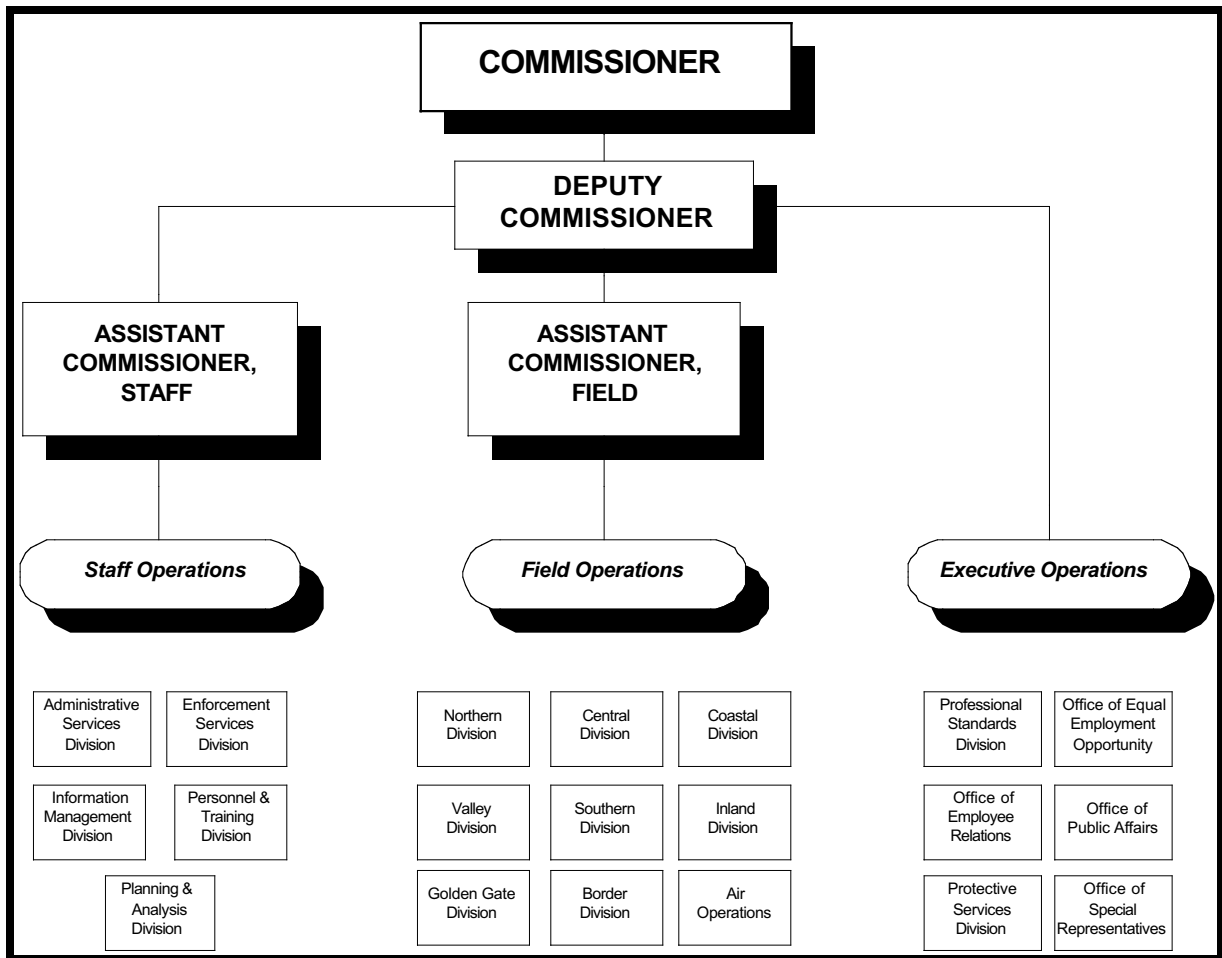 COMMISSIONER
DEPUTY
COMMISSIONER
ASSISTANT
COMMISSIONER,
STAFF
ASSISTANT
COMMISSIONER,
FIELD
Staff Operations
Field Operations
Executive Operations
Administrative
Services
Division
Enforcement
Services
Division
Northern
Division
Central
Division
Coastal
Division
Professional
Standards
Division
Office of Equal
Employment
Opportunity
Information
Management
Division
Personnel &
Training
Division
Valley
Division
Southern
Division
Inland
Division
Office of
Employee
Relations
Office of
Public Affairs
Planning &
Analysis
Division
Golden Gate
Division
Border
Division
Air
Operations
Protective
Services
Division
Office of
Special
Representatives